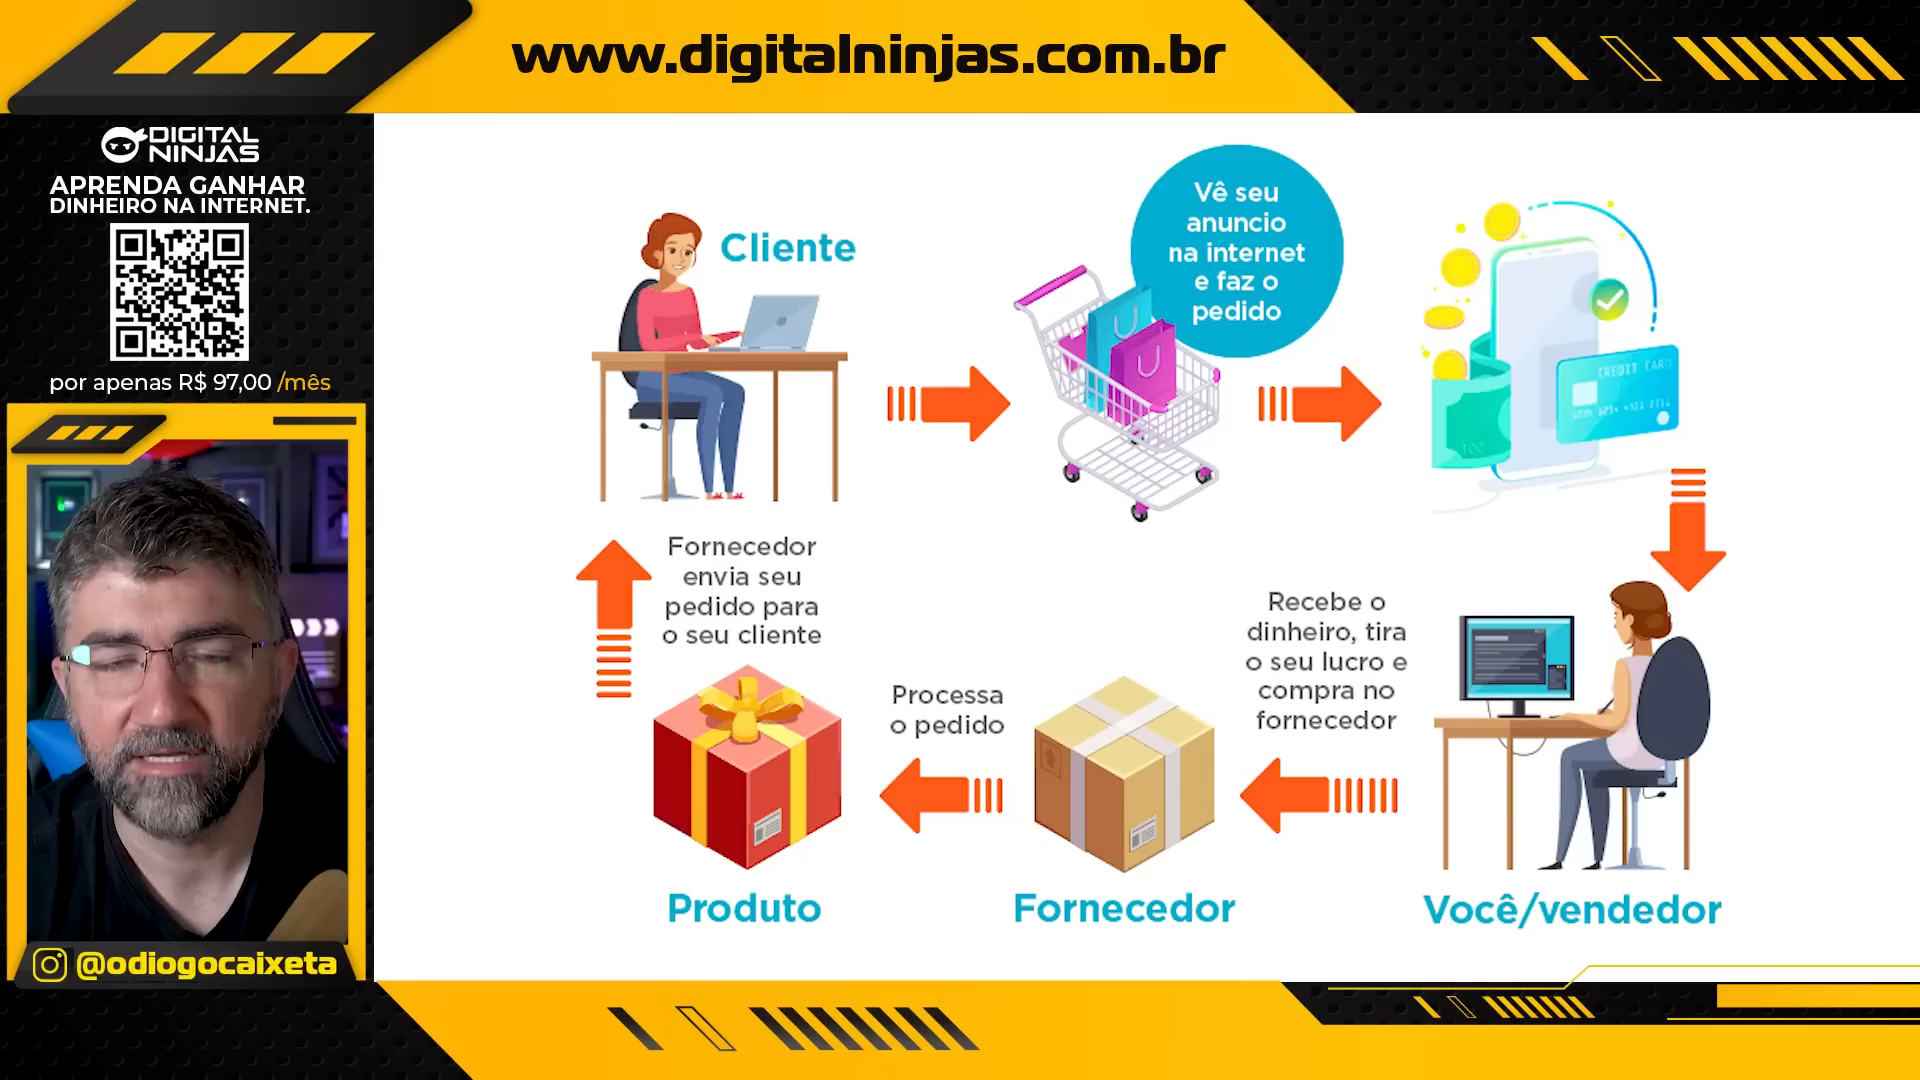 www.digitalninjas.com.br
DIGITAL
NINJAS
APRENDA GANHAR
DINHEIRO NA INTERNET.
por apenas R$ 97,00 /mês
@odiogocaixeta
Cliente
Vê seu
anuncio
na internet
e faz o
pedido
CREDIT CARD
100
Fornecedor
envia seu
pedido para
o seu cliente
Processa
o pedido
Recebe o
dinheiro, tira
o seu lucro e
compra no
fornecedor
Produto
Fornecedor
Você/vendedor